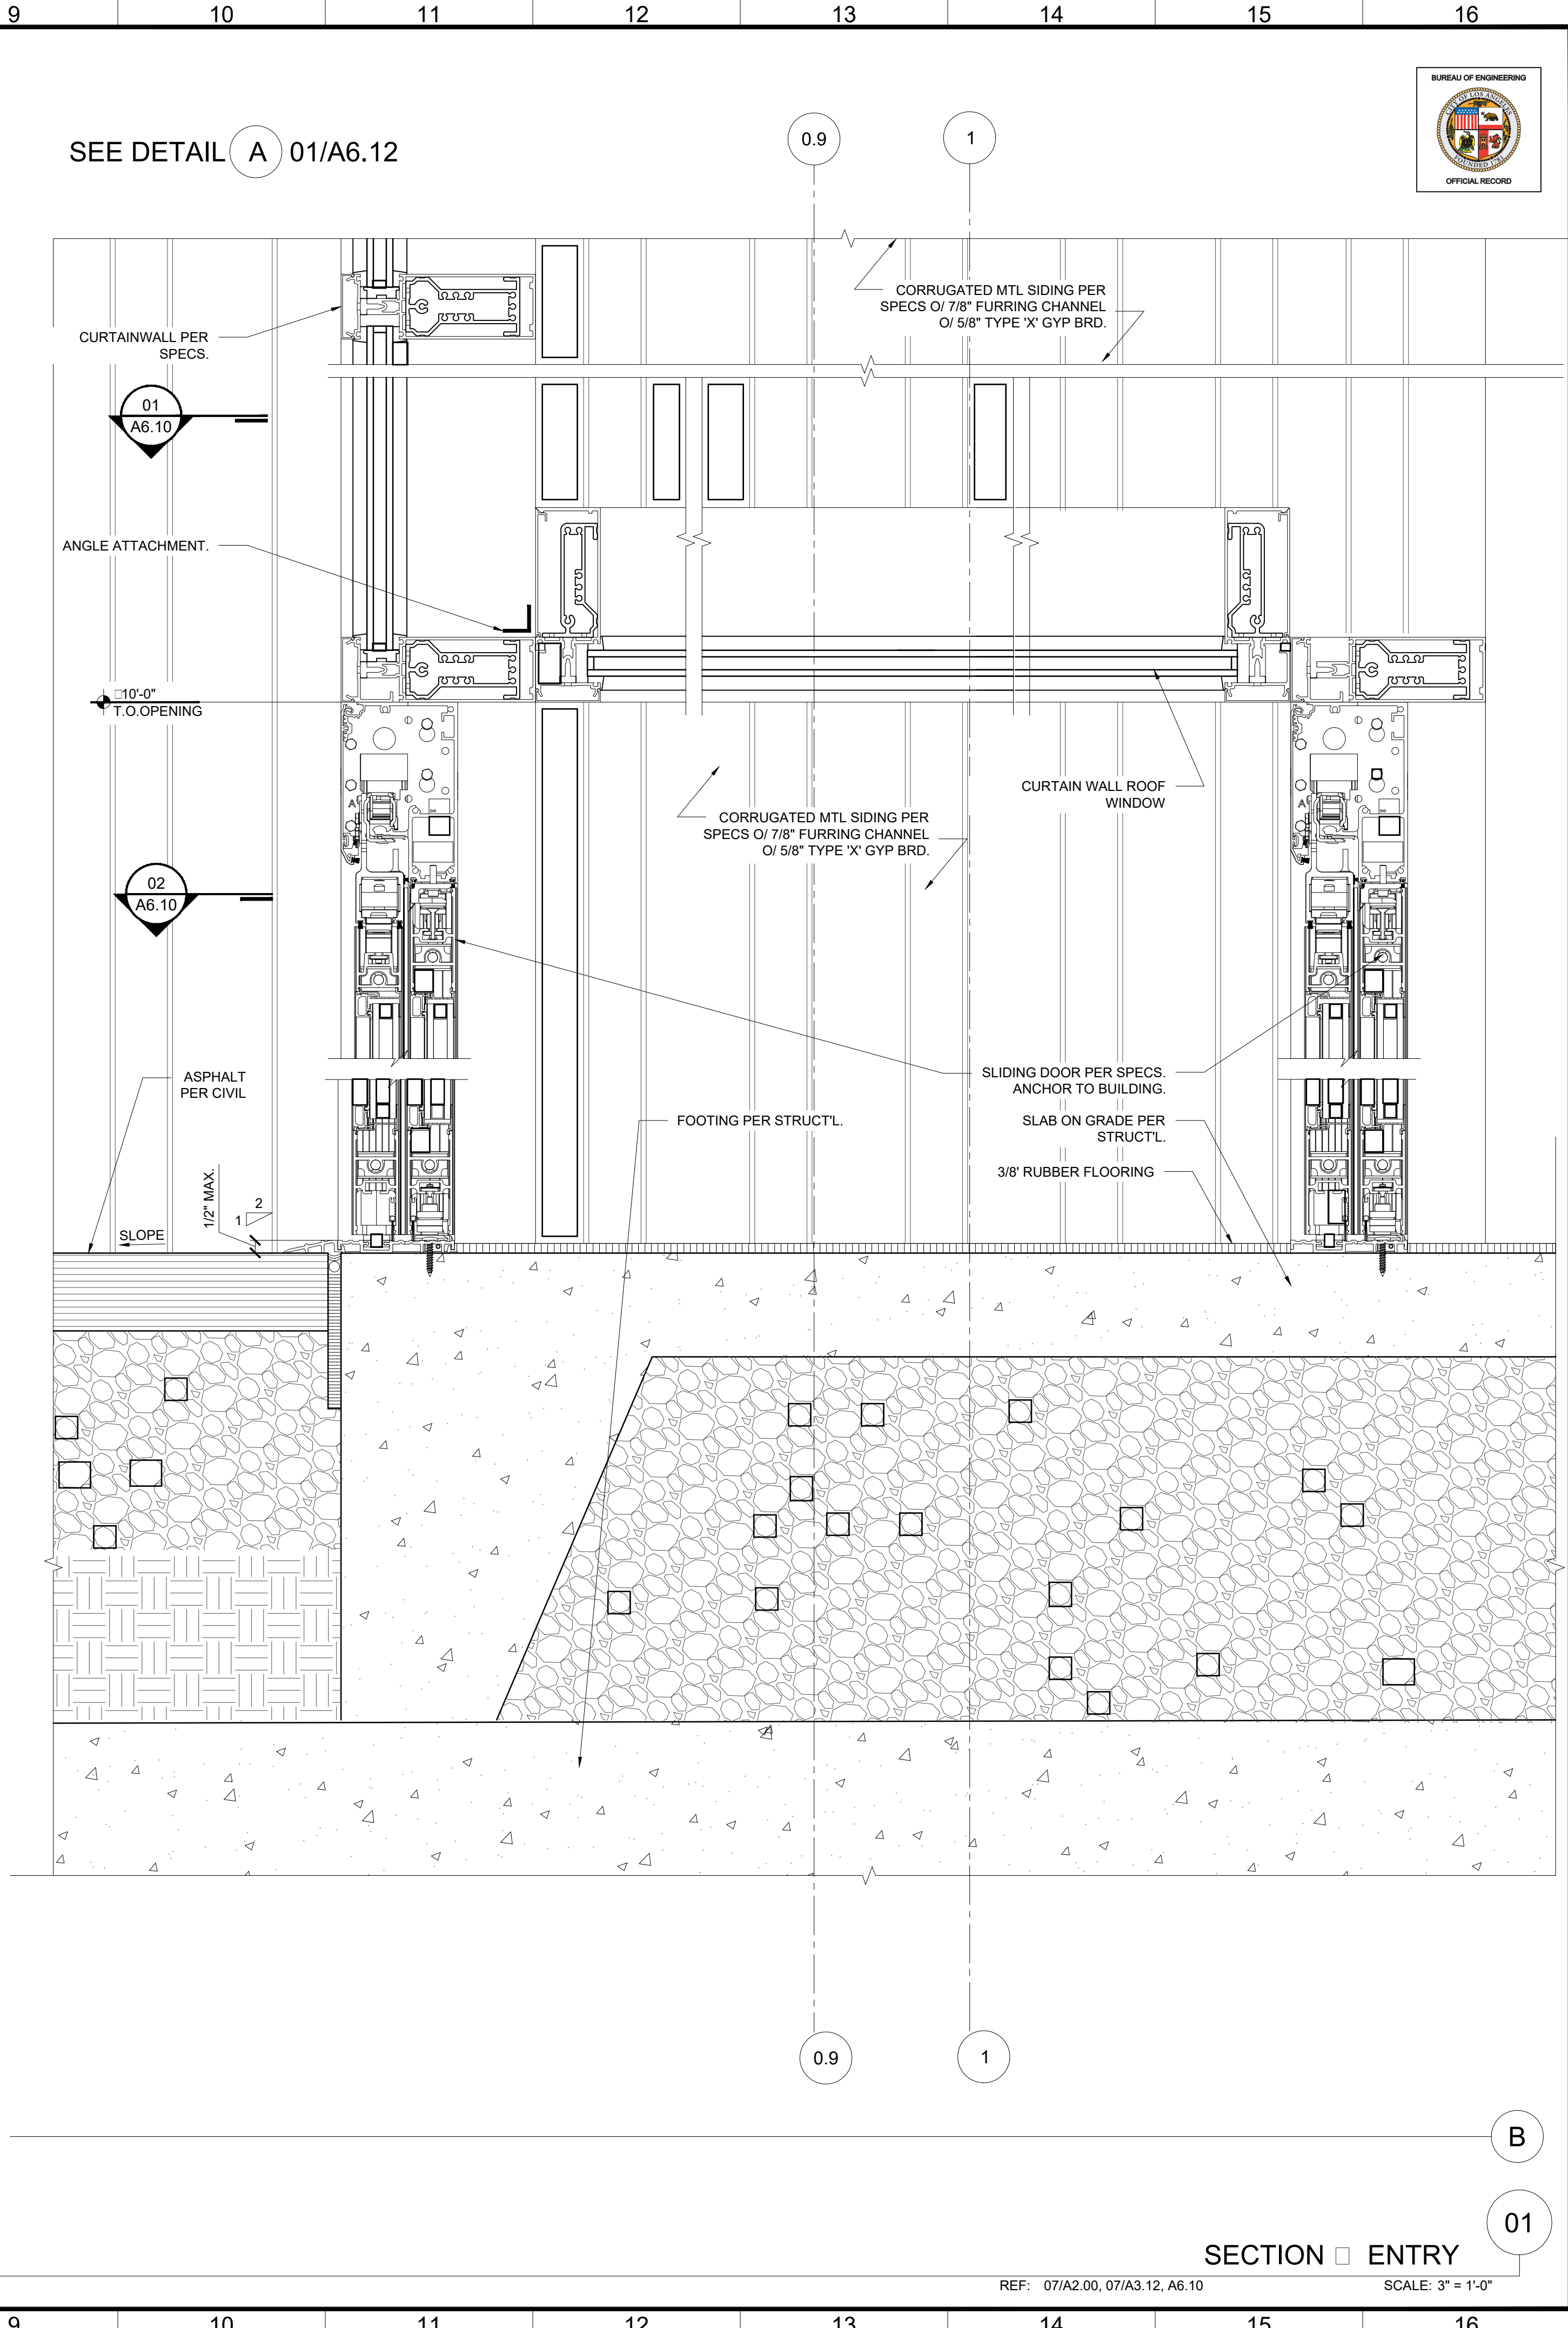 9 10 11 12 13 14 15 16
BUREAU OF ENGINEERING
CITY OF LOS ANGELES
FOUNDED 1781
OFFICIAL RECORD
SEE DETAIL A 01/A6.12
0.9
1
CORRUGATED MTL SIDING PER
SPECS O/ 7/8" FURRING CHANNEL
O/ 5/8" TYPE 'X' GYP BRD.
CURTAINWALL PER
SPECS.
01
A6.10
ANGLE ATTACHMENT.
□10'-0"
T.O.OPENING
CURTAIN WALL ROOF
WINDOW
CORRUGATED MTL SIDING PER
SPECS O/ 7/8" FURRING CHANNEL
O/ 5/8" TYPE 'X' GYP BRD.
A
A
02
A6.10
ASPHALT
PER CIVIL
SLIDING DOOR PER SPECS.
ANCHOR TO BUILDING.
FOOTING PER STRUCT'L.
SLAB ON GRADE PER
STRUCT'L.
3/8' RUBBER FLOORING
1/2" MAX.
2
1
SLOPE
0.9
1
B
01
SECTION □ ENTRY
REF: 07/A2.00, 07/A3.12, A6.10
SCALE: 3" = 1'-0"
9 10 11 12 13 14 15 16